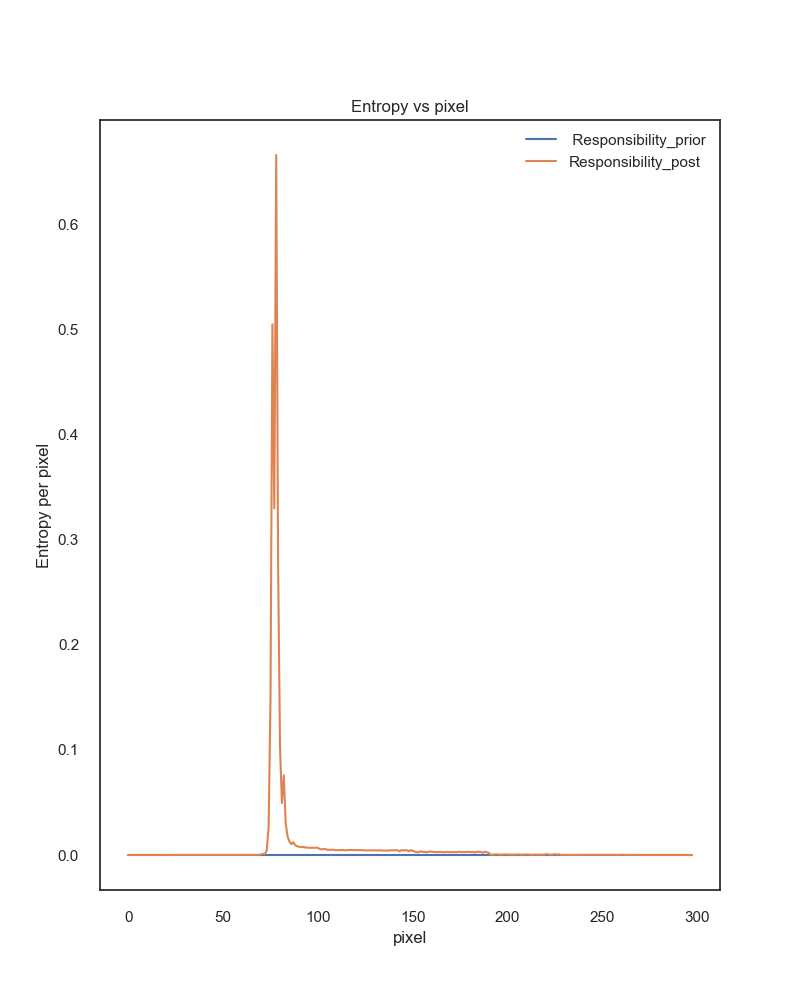 Entropy vs pixel
Responsibility_prior
Responsibility_post
Entropy per pixel
0.6
0.5
0.4
0.3
0.2
0.1
0.0
0 50 100 150 200 250 300
pixel